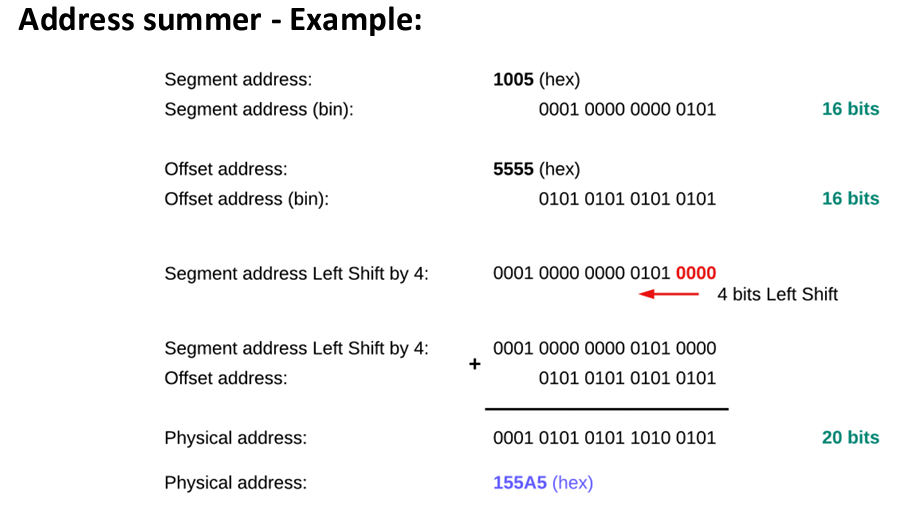 Address summer - Example:
Segment address: 1005 (hex)
Segment address (bin): 0001 0000 0000 0101 16 bits
Offset address: 5555 (hex)
Offset address (bin): 0101 0101 0101 0101 16 bits
Segment address Left Shift by 4: 0001 0000 0000 0101 0000
4 bits Left Shift
Segment address Left Shift by 4: 0001 0000 0000 0101 0000
+
Offset address: 0101 0101 0101 0101
Physical address: 0001 0101 0101 1010 0101 20 bits
Physical address: 155A5 (hex)